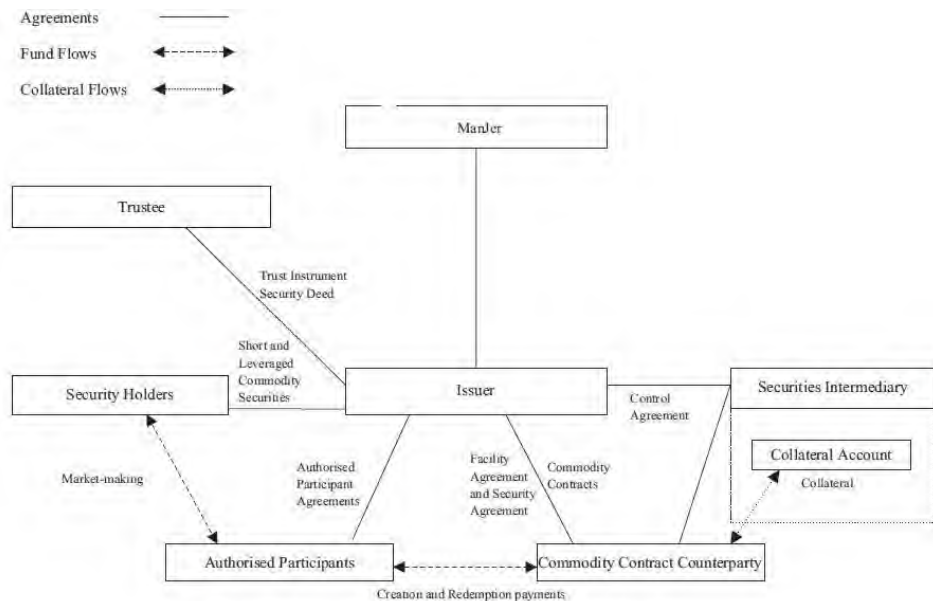 Agreements
Fund Flows
Collateral Flows
ManJer
Trustee
Trust Instrument
Security Deed
Short and
Leveraged
Commodity
Securities
Security Holders
Issuer
Securities Intermediary
Control
Agreement
Collateral Account
Collateral
Market-making
Authorised
Participant
Agreements
Facility
Agreement
and Security
Agreement
Commodity
Contracts
Authorised Participants
Commodity Contract Counterparty
Creation and Redemption payments